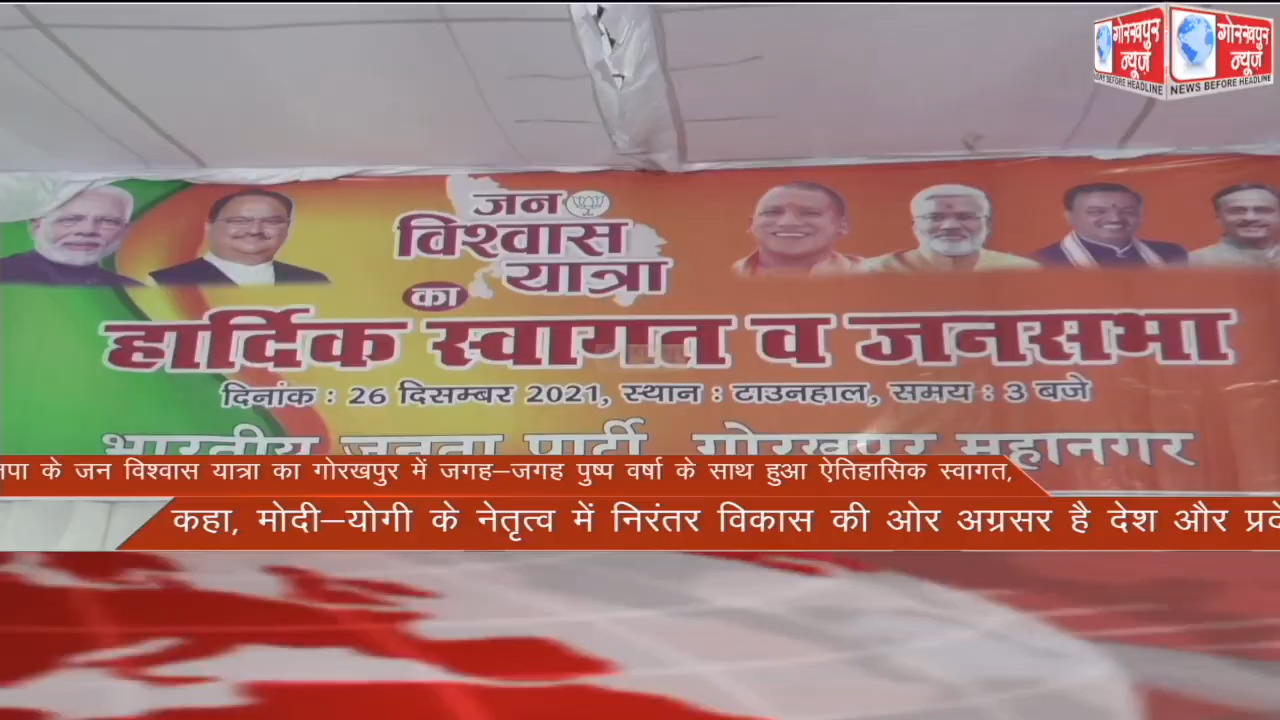 गोरखपुर गोरखपुर
न्यूज़ न्यूज़
NEWS BEFORE HEADLINE NEWS BEFORE HEADLINE
जन
विश्वास
यात्रा
का
हार्दिक स्वागत व जनसभा
दिनांक : 26 दिसम्बर 2021, स्थान : टाउनहाल, समय : 3 बजे
भारतीय जनता पार्टी, गोरखपुर महानगर
के जन विश्वास यात्रा का गोरखपुर में जगह–जगह पुष्प वर्षा के साथ हुआ ऐतिहासिक स्वागत,
कहा, मोदी–योगी के नेतृत्व में निरंतर विकास की ओर अग्रसर है देश और